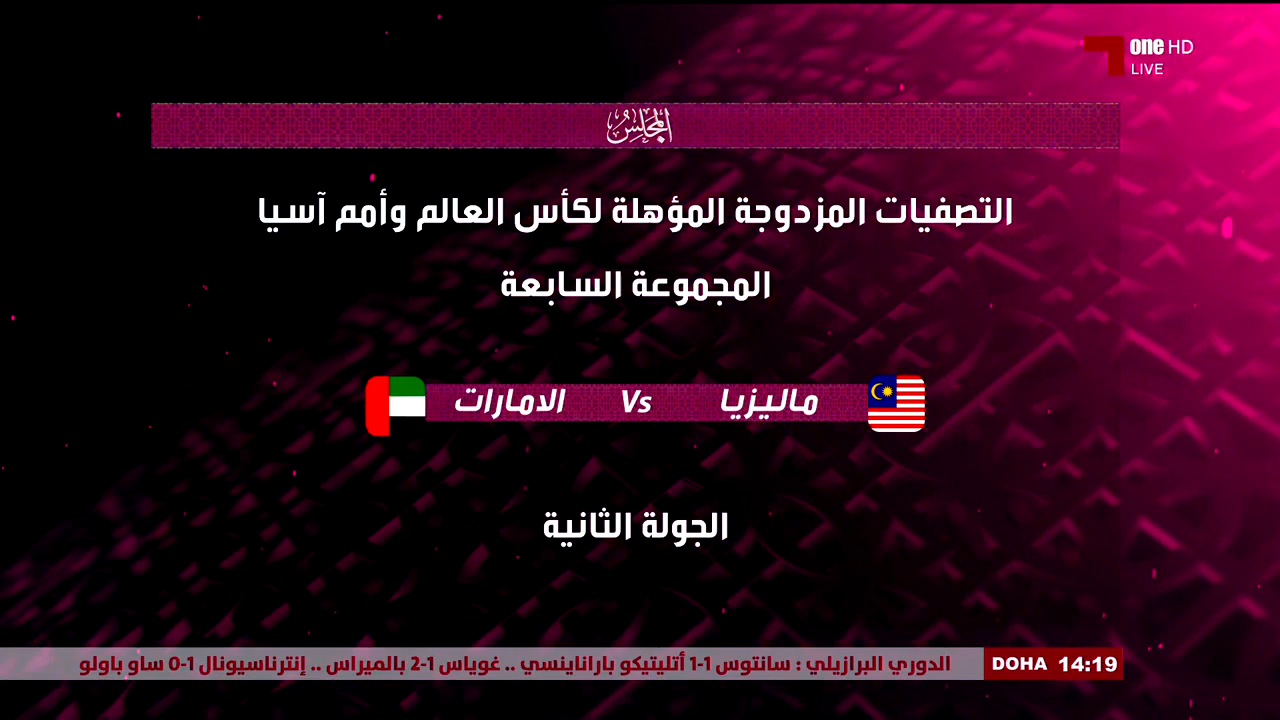 one HD
LIVE
المجلس
التصفيات المزدوجة المؤهلة لكأس العالم وأمم آسيا
المجموعة السابعة
ماليزيا Vs الامارات
الجولة الثانية
DOHA 14:19 الدوري البرازيلي : سانتوس 1-1 أتليتيكو باراناينسي .. غوياس 1-2 بالميراس .. إنترناسيونال 1-0 ساو باولو